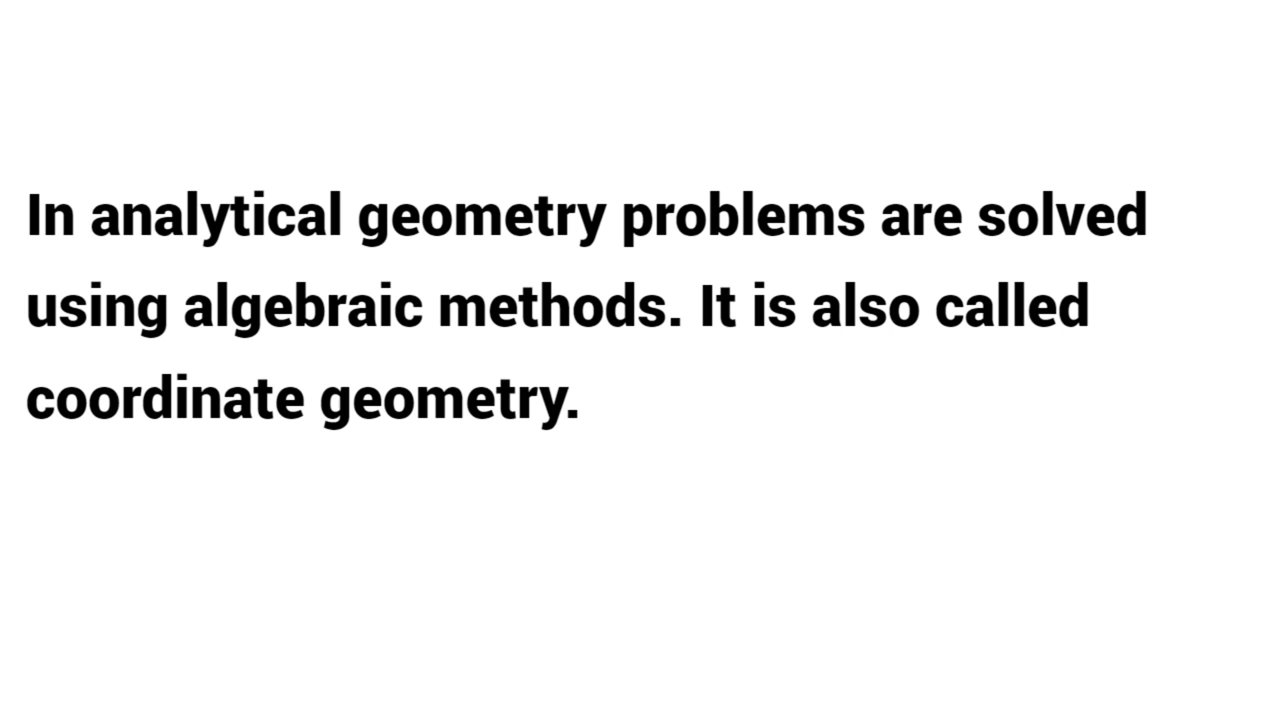 In analytical geometry problems are solved
using algebraic methods. It is also called
coordinate geometry.